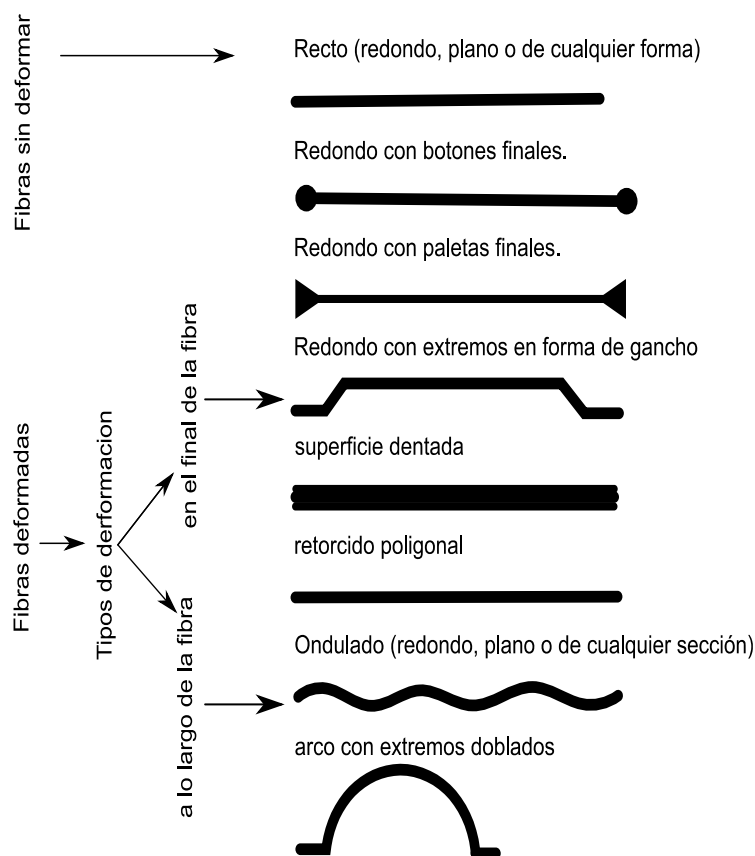 Fibras sin deformar
Recto (redondo, plano o de cualquier forma)
Redondo con botones finales.
Redondo con paletas finales.
Fibras deformadas
Tipos de derformacion
en el final de la fibra
Redondo con extremos en forma de gancho
superficie dentada
retorcido poligonal
a lo largo de la fibra
Ondulado (redondo, plano o de cualquier sección)
arco con extremos doblados